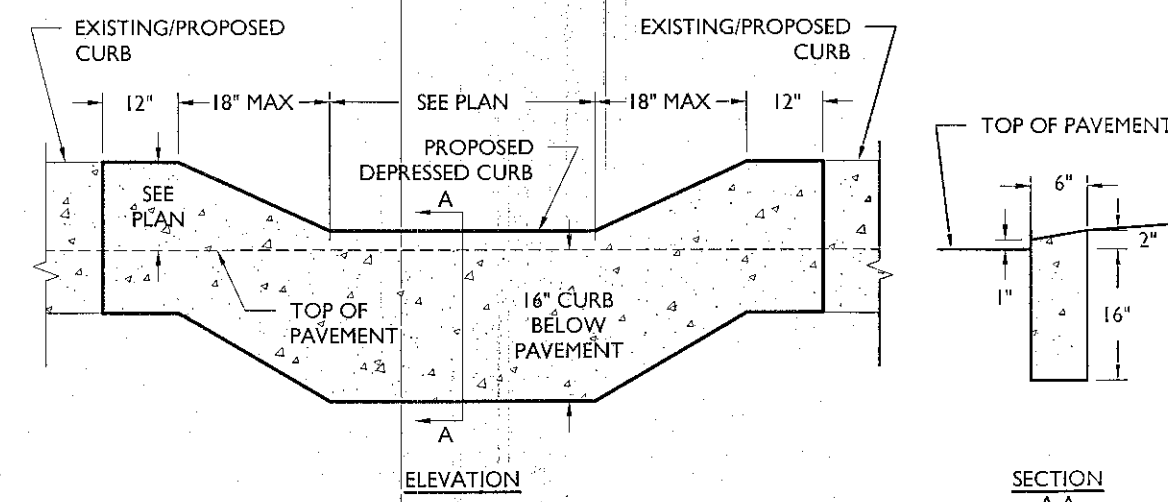 EXISTING/PROPOSED
CURB
EXISTING/PROPOSED
CURB
12"
18" MAX
SEE PLAN
18" MAX
12"
TOP OF PAVEMENT
PROPOSED
DEPRESSED CURB
SEE
PLAN
A
6"
2"
1"
16"
TOP OF
PAVEMENT
16" CURB
BELOW
PAVEMENT
A
ELEVATION
SECTION
A-A